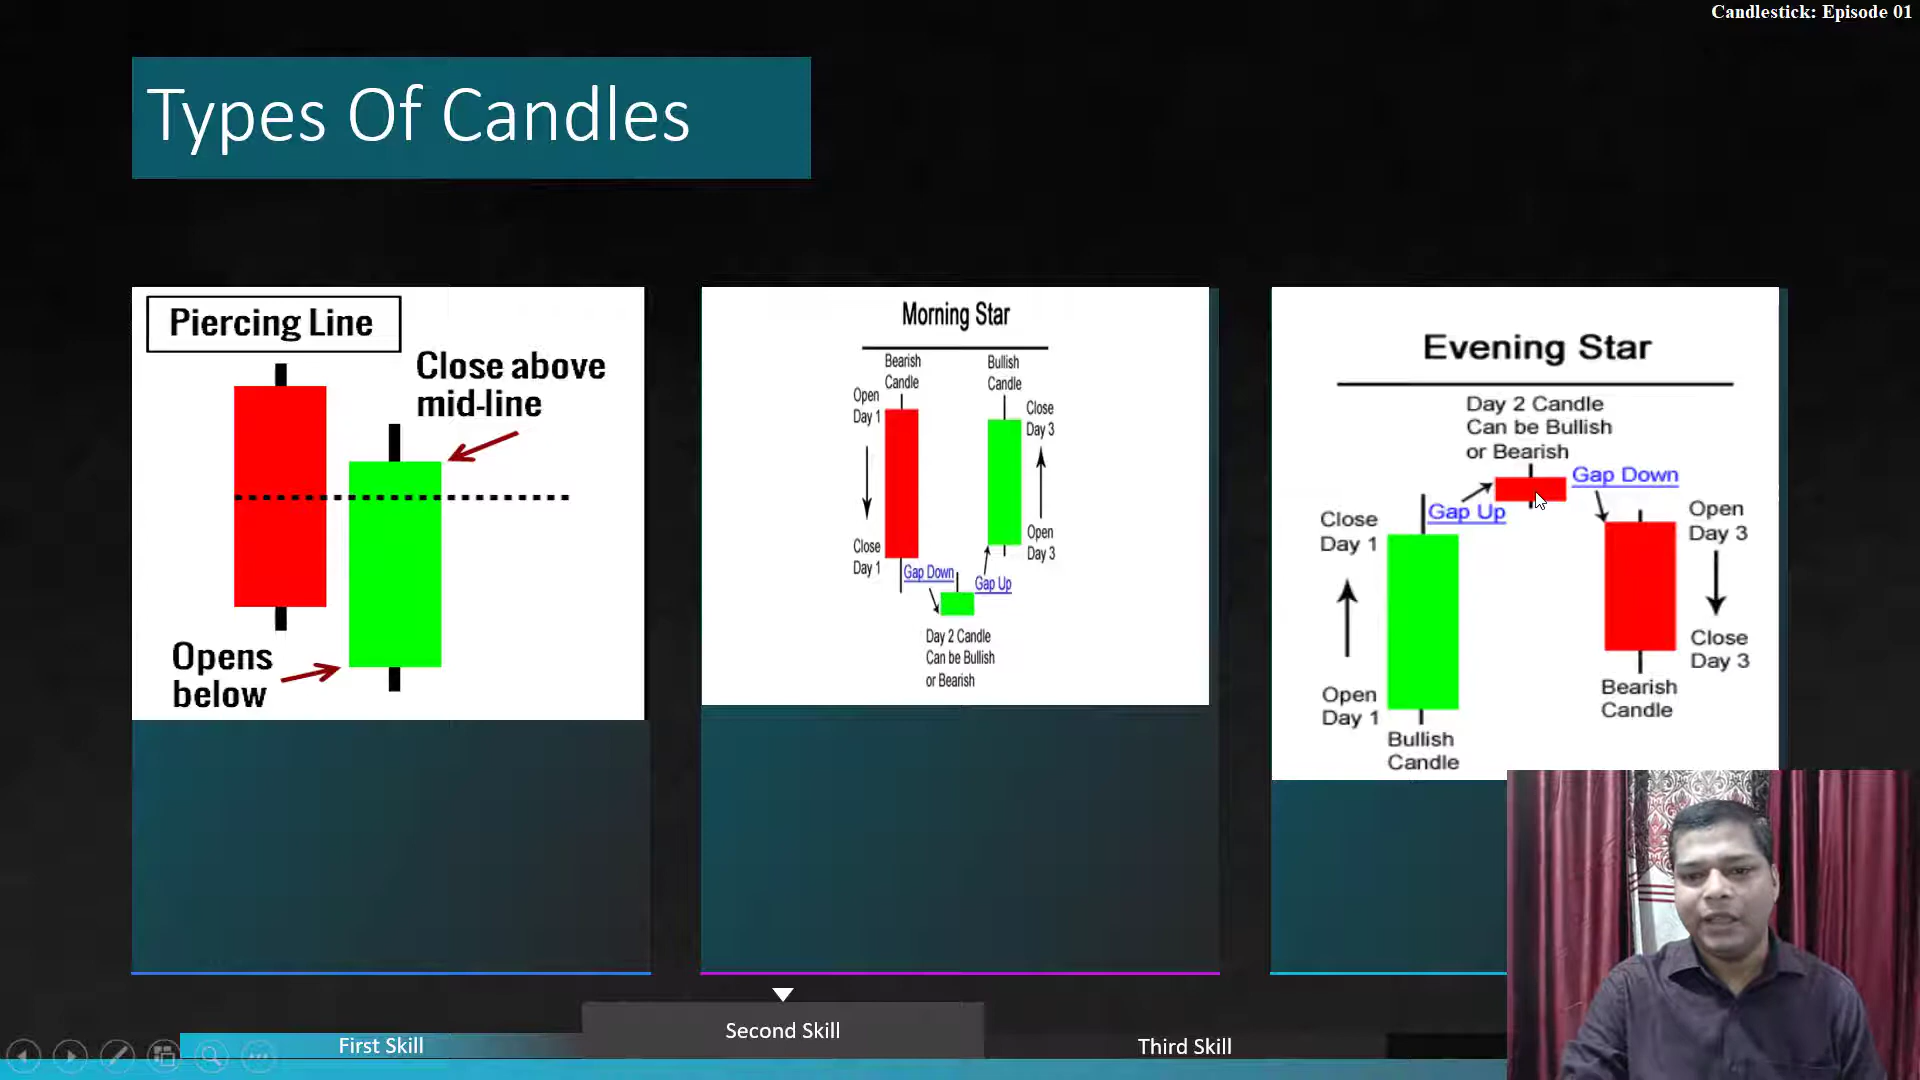 Candlestick: Episode 01
Types Of Candles
Piercing Line
Close above
mid-line
Opens
below
Morning Star
Bearish
Candle
Bullish
Candle
Open
Day 1
Close
Day 3
Close
Day 1
Open
Day 3
Gap Down
Gap Up
Day 2 Candle
Can be Bullish
or Bearish
Evening Star
Day 2 Candle
Can be Bullish
or Bearish
Gap Down
Gap Up
Close
Day 1
Open
Day 3
Open
Day 1
Close
Day 3
Bullish
Candle
Bearish
Candle
First Skill
Second Skill
Third Skill